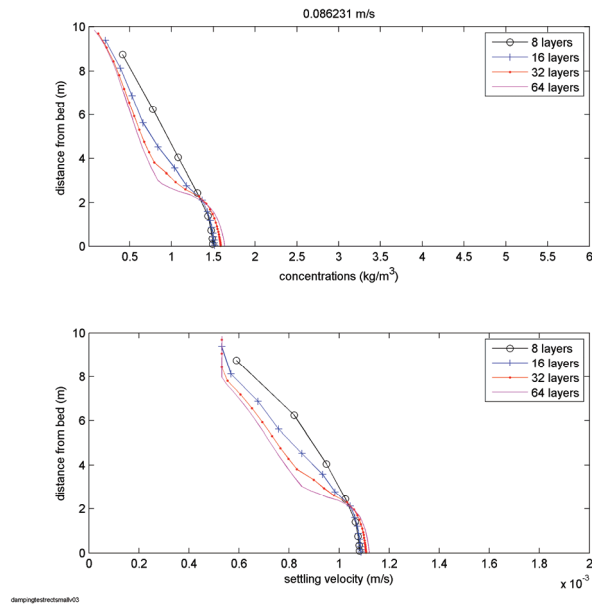 0.086231 m/s
10
8
6
4
2
0
distance from bed (m)
8 layers
16 layers
32 layers
64 layers
0.5 1 1.5 2 2.5 3 3.5 4 4.5 5 5.5 6
concentrations (kg/m³)
10
8
6
4
2
0
distance from bed (m)
8 layers
16 layers
32 layers
64 layers
0 0.2 0.4 0.6 0.8 1 1.2 1.4 1.6 1.8 2
settling velocity (m/s)
x 10⁻³
dampingtestrectsmallv03